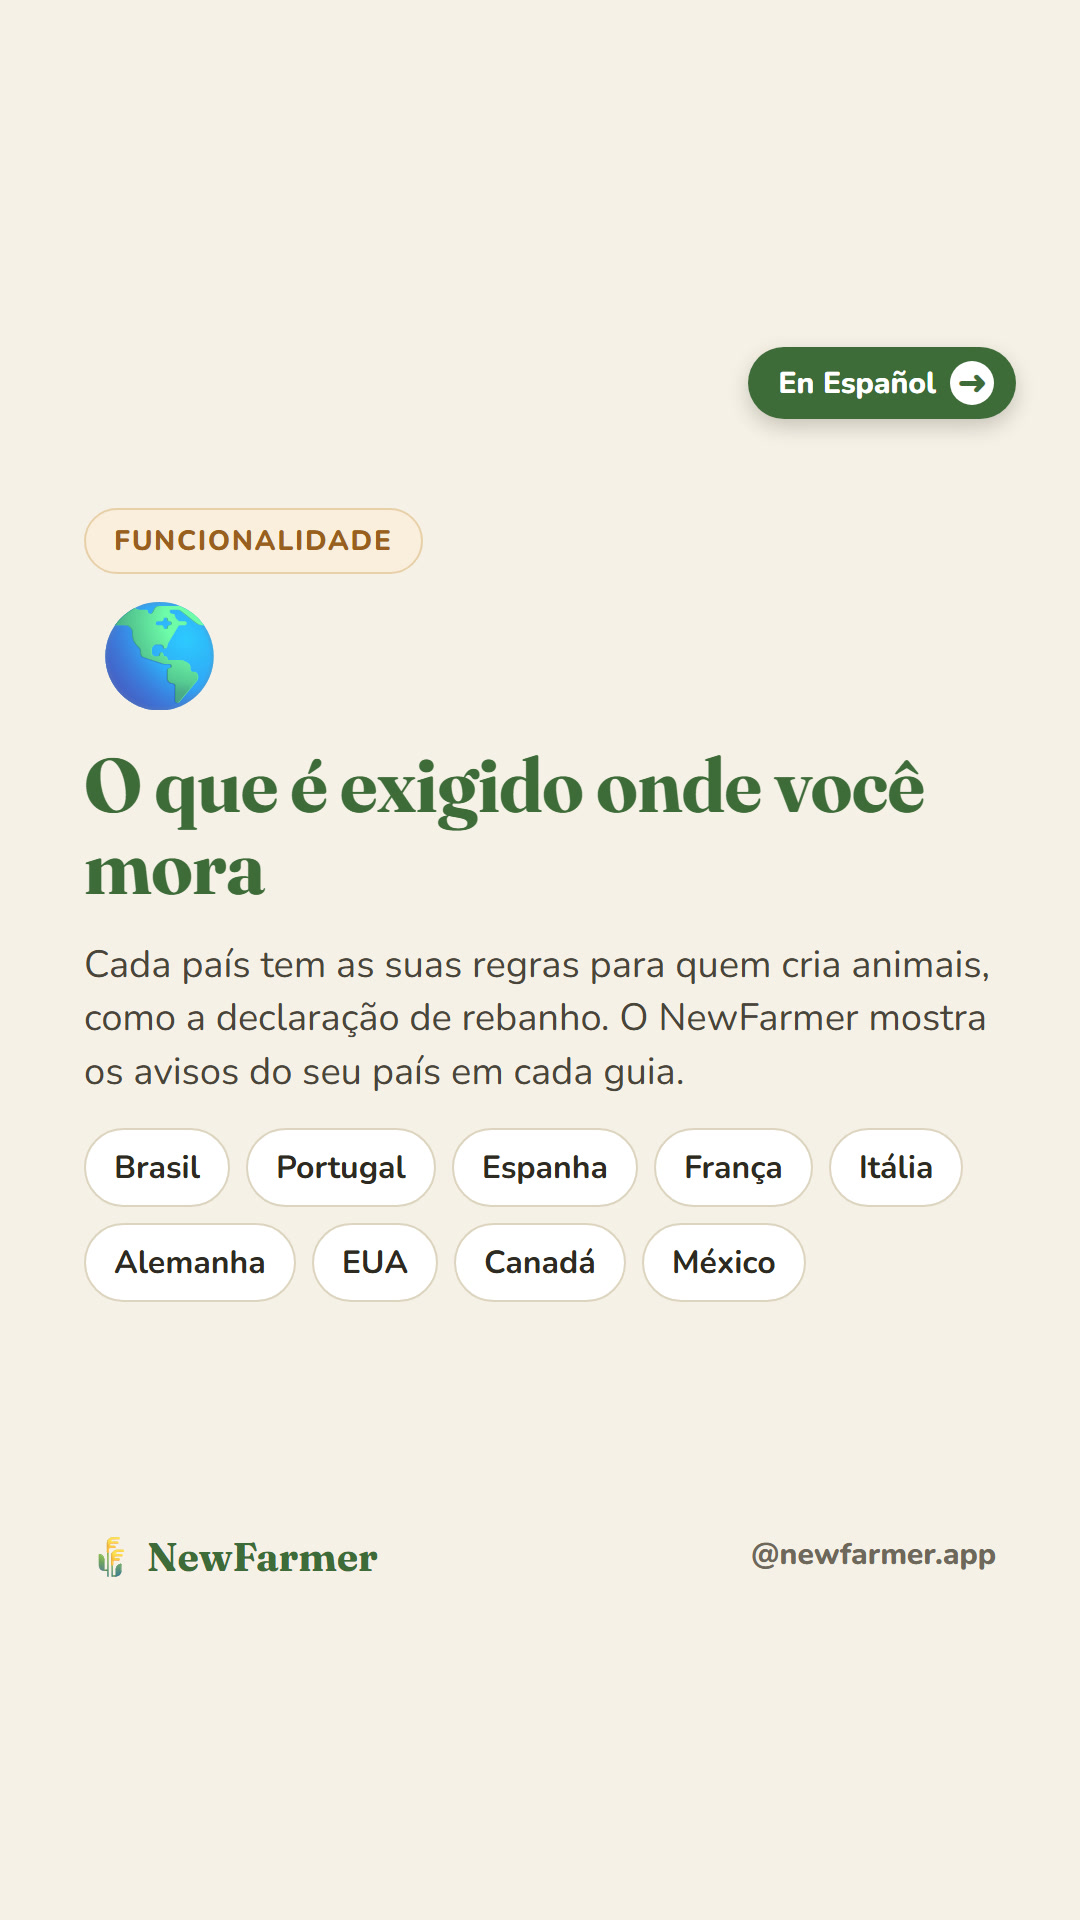 En Español
FUNCIONALIDADE
O que é exigido onde você
mora
Cada país tem as suas regras para quem cria animais,
como a declaração de rebanho. O NewFarmer mostra
os avisos do seu país em cada guia.
Brasil Portugal Espanha França Itália
Alemanha EUA Canadá México
NewFarmer @newfarmer.app